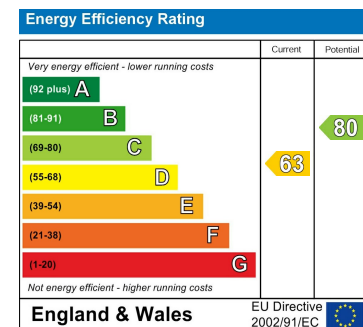 Energy Efficiency Rating
Current Potential
Very energy efficient - lower running costs
(92 plus) A
(81-91) B
(69-80) C
(55-68) D
(39-54) E
(21-38) F
(1-20) G
63
80
Not energy efficient - higher running costs
England & Wales
EU Directive
2002/91/EC